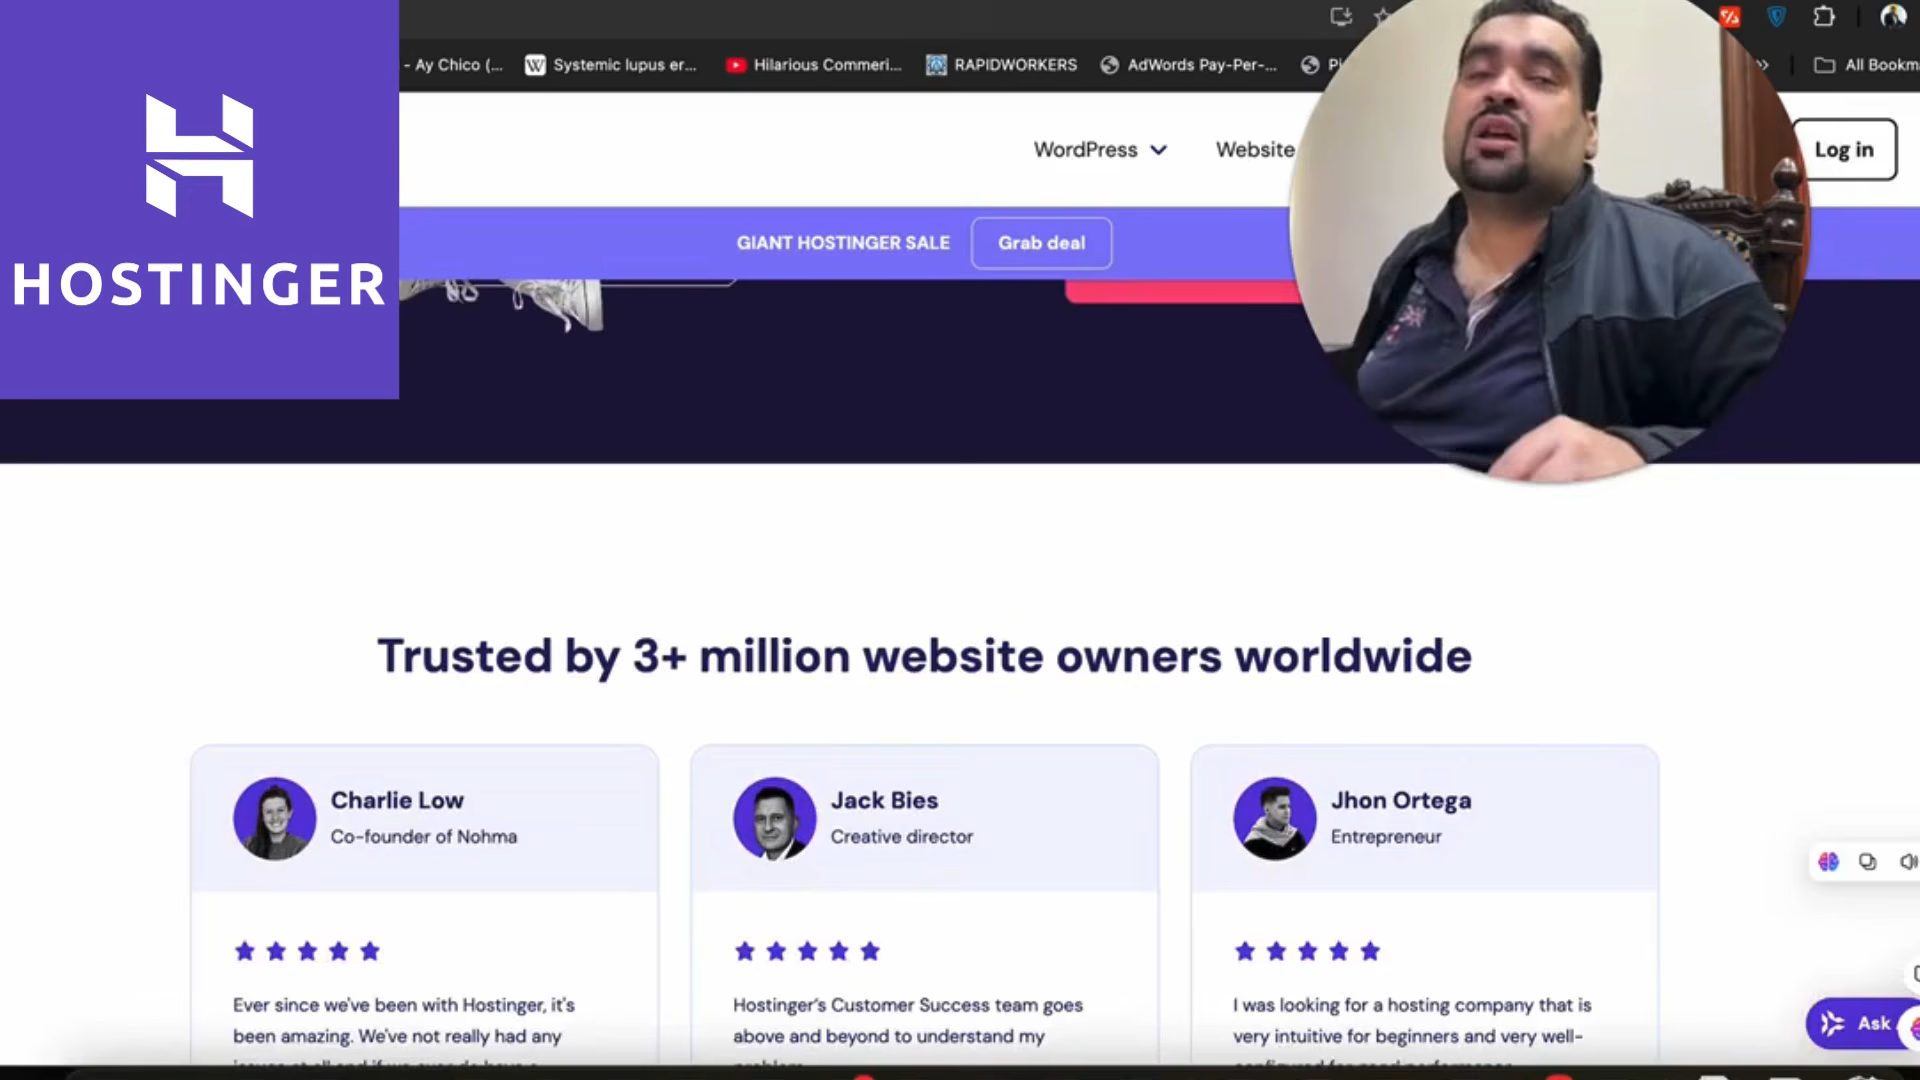 - Ay Chico (...
Systemic lupus er...
Hilarious Commeri...
RAPIDWORKERS
AdWords Pay-Per-...
All Bookm
HOSTINGER
WordPress
Website
Log in
GIANT HOSTINGER SALE
Grab deal
Trusted by 3+ million website owners worldwide
Charlie Low
Co-founder of Nohma
Ever since we've been with Hostinger, it's
been amazing. We've not really had any
Jack Bies
Creative director
Hostinger's Customer Success team goes
above and beyond to understand my
Jhon Ortega
Entrepreneur
I was looking for a hosting company that is
very intuitive for beginners and very well-
Ask